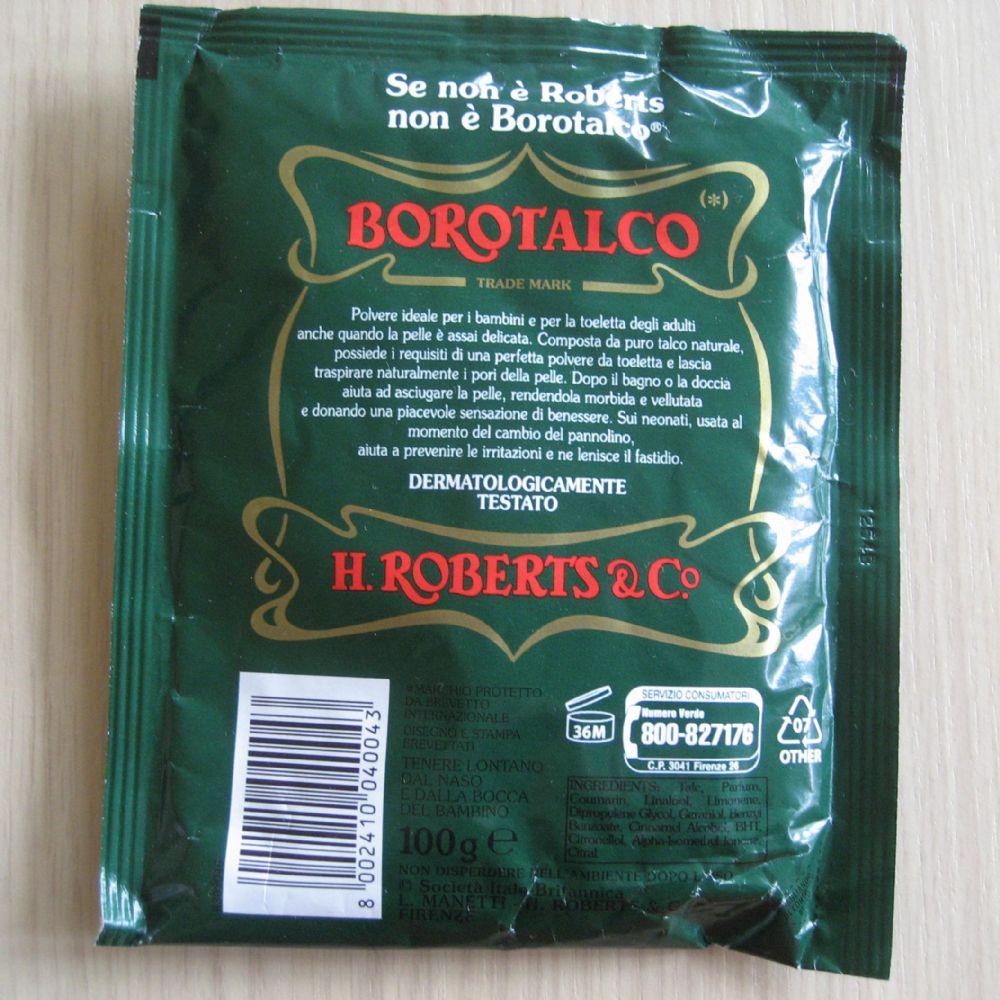 Se non è Roberts
non è Borotalco®
BOROTALCO (*)
TRADE MARK
Polvere ideale per i bambini e per la toeletta degli adulti
anche quando la pelle è assai delicata. Composta da puro talco naturale,
possiede i requisiti di una perfetta polvere da toeletta e lascia
traspirare naturalmente i pori della pelle. Dopo il bagno o la doccia
aiuta ad asciugare la pelle, rendendola morbida e vellutata
e donando una piacevole sensazione di benessere. Sui neonati, usata al
momento del cambio del pannolino,
aiuta a prevenire le irritazioni e ne lenisce il fastidio.
DERMATOLOGICAMENTE
TESTATO
H. ROBERTS & Co.
8 002410 040043
*MARCHIO PROTETTO
DA BREVETTO
INTERNAZIONALE
DISEGNO E STAMPA
BREVETTATI
TENERE LONTANO
DAL NASO
E DALLA BOCCA
DEL BAMBINO
100 g e
36M
SERVIZIO CONSUMATORI
Numero Verde
800-827176
C.P. 3041 Firenze 26
07
OTHER
INGREDIENTS: Talc, Parfum,
Coumarin, Linalool, Limonene,
Dipropylene Glycol, Geraniol, Benzyl
Benzoate, Cinnamyl Alcohol, BHT,
Citronellol, Alpha-Isomethyl Ionone,
Citral.
NON DISPERDERE NELL'AMBIENTE DOPO L'USO
© Società Italo Britannica
L. MANETTI H. ROBERTS & C
FIRENZE